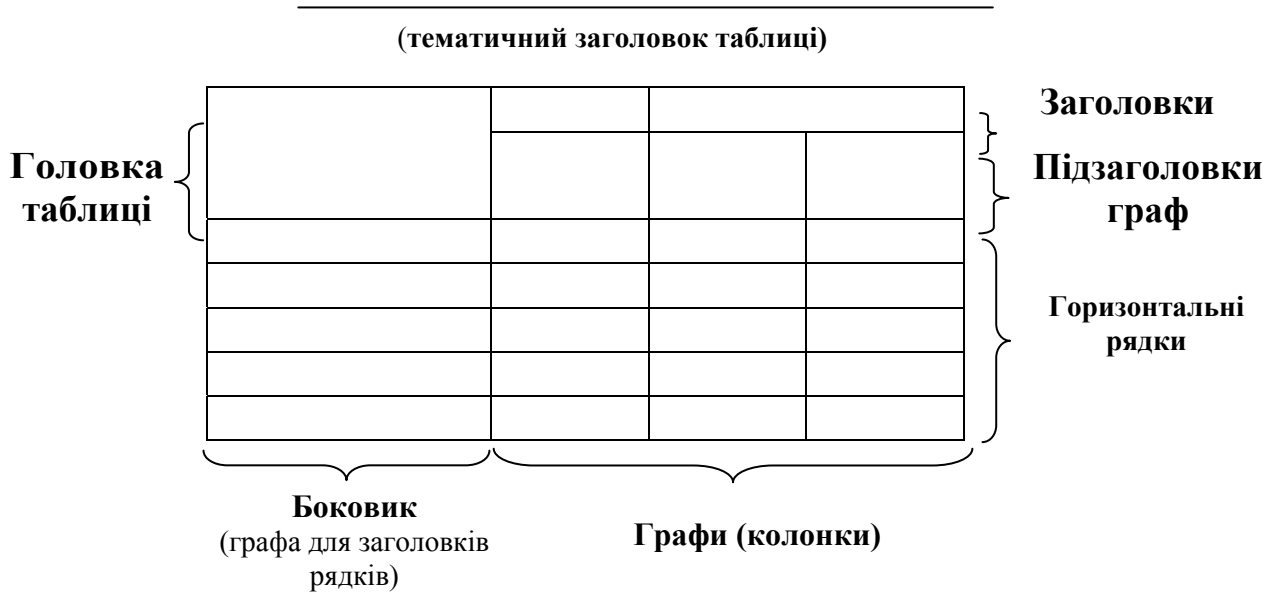 (тематичний заголовок таблиці)
Заголовки
Головка
таблиці
Підзаголовки
граф
Горизонтальні
рядки
Боковик
(графа для заголовків
рядків)
Графи (колонки)